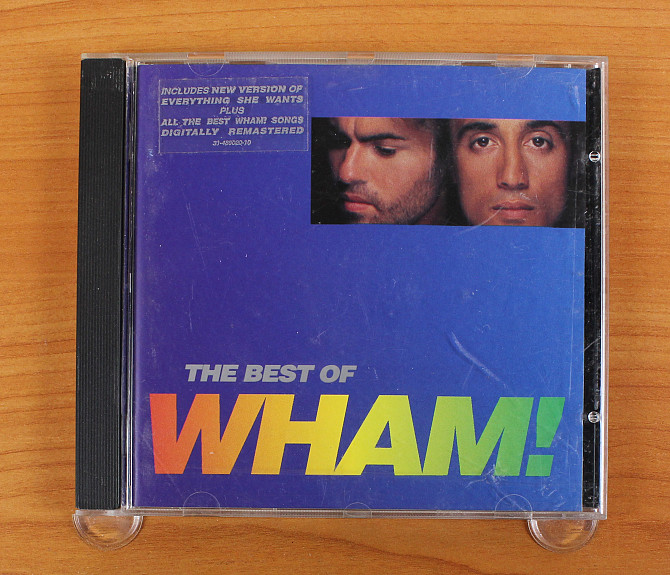 INCLUDES NEW VERSION OF
EVERYTHING SHE WANTS
PLUS
ALL THE BEST WHAM! SONGS
DIGITALLY REMASTERED
THE BEST OF
WHAM!